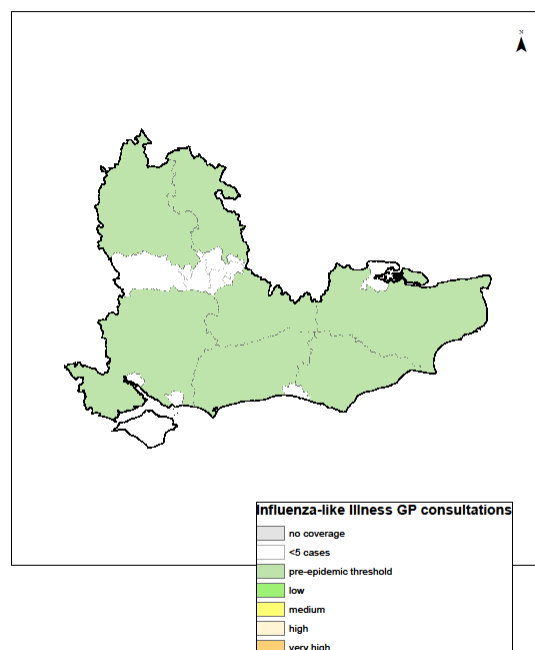 N
Influenza-like Illness GP consultations
no coverage
<5 cases
pre-epidemic threshold
low
medium
high
very high